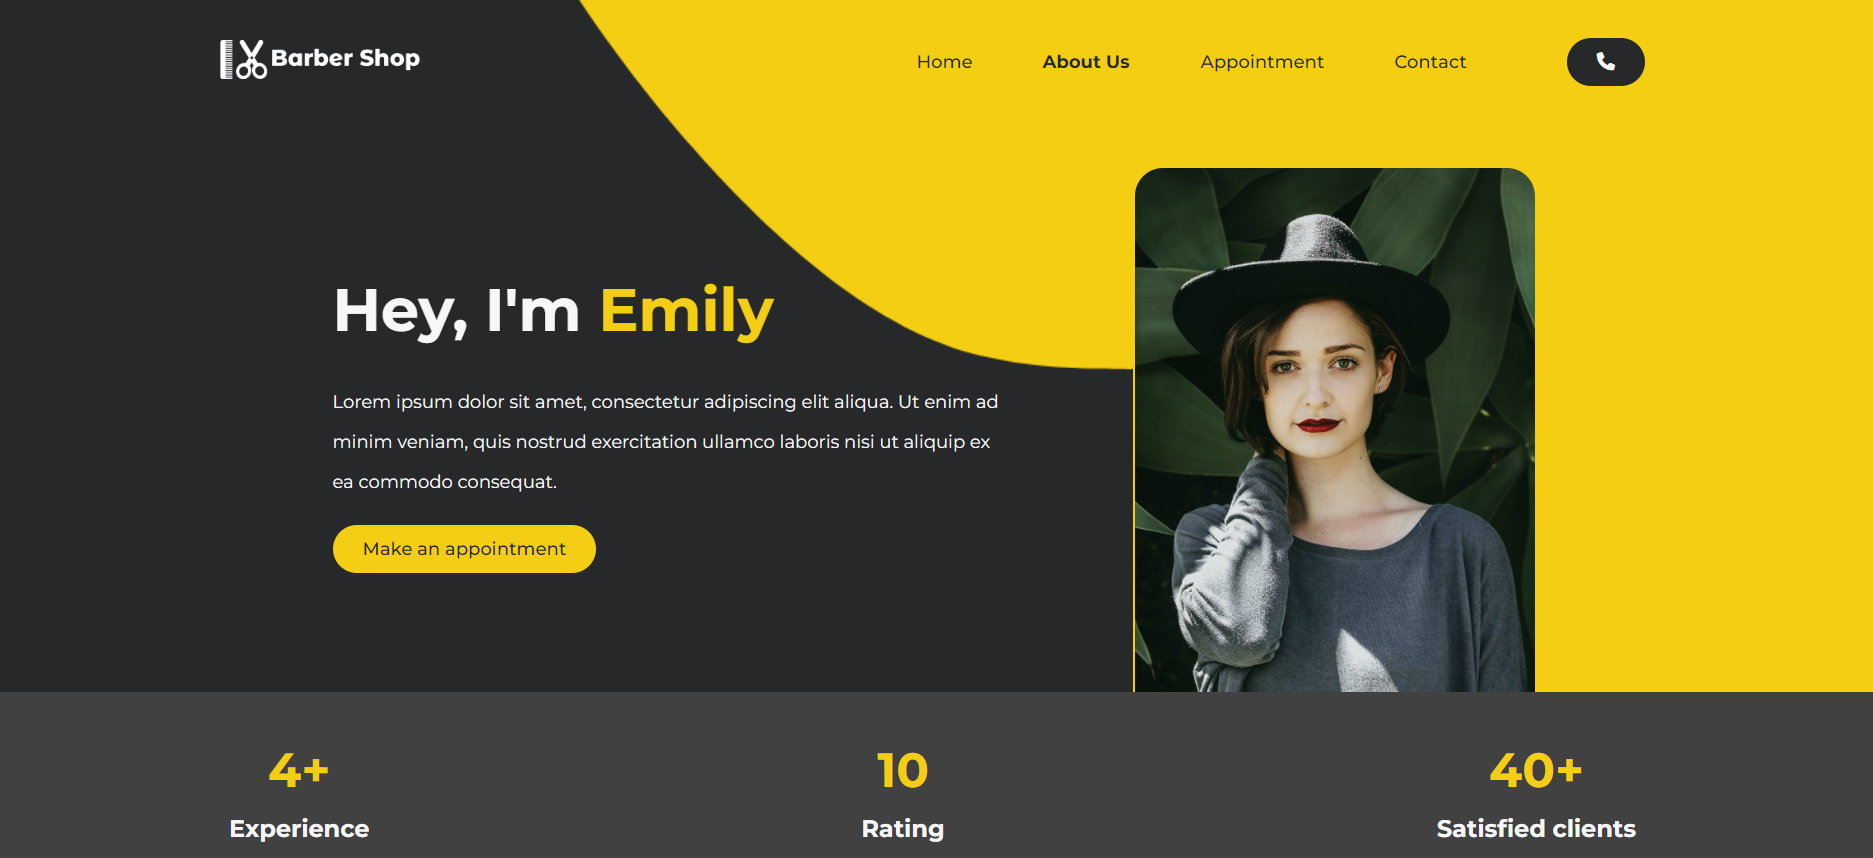 Barber Shop
Home
About Us
Appointment
Contact
Hey, I'm Emily
Lorem ipsum dolor sit amet, consectetur adipiscing elit aliqua. Ut enim ad
minim veniam, quis nostrud exercitation ullamco laboris nisi ut aliquip ex
ea commodo consequat.
Make an appointment
4+
Experience
10
Rating
40+
Satisfied clients